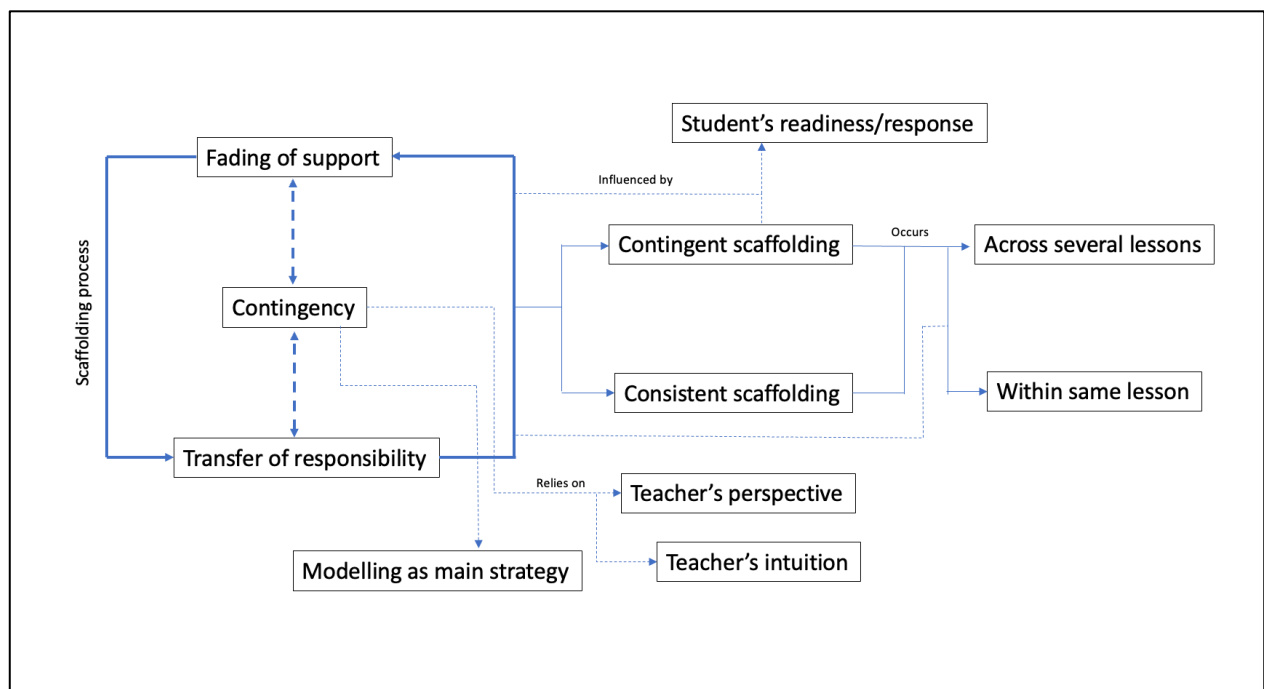 Student’s readiness/response
Fading of support
Influenced by
Contingent scaffolding
Occurs
Across several lessons
Scaffolding process
Contingency
Consistent scaffolding
Within same lesson
Transfer of responsibility
Relies on
Teacher’s perspective
Modelling as main strategy
Teacher’s intuition